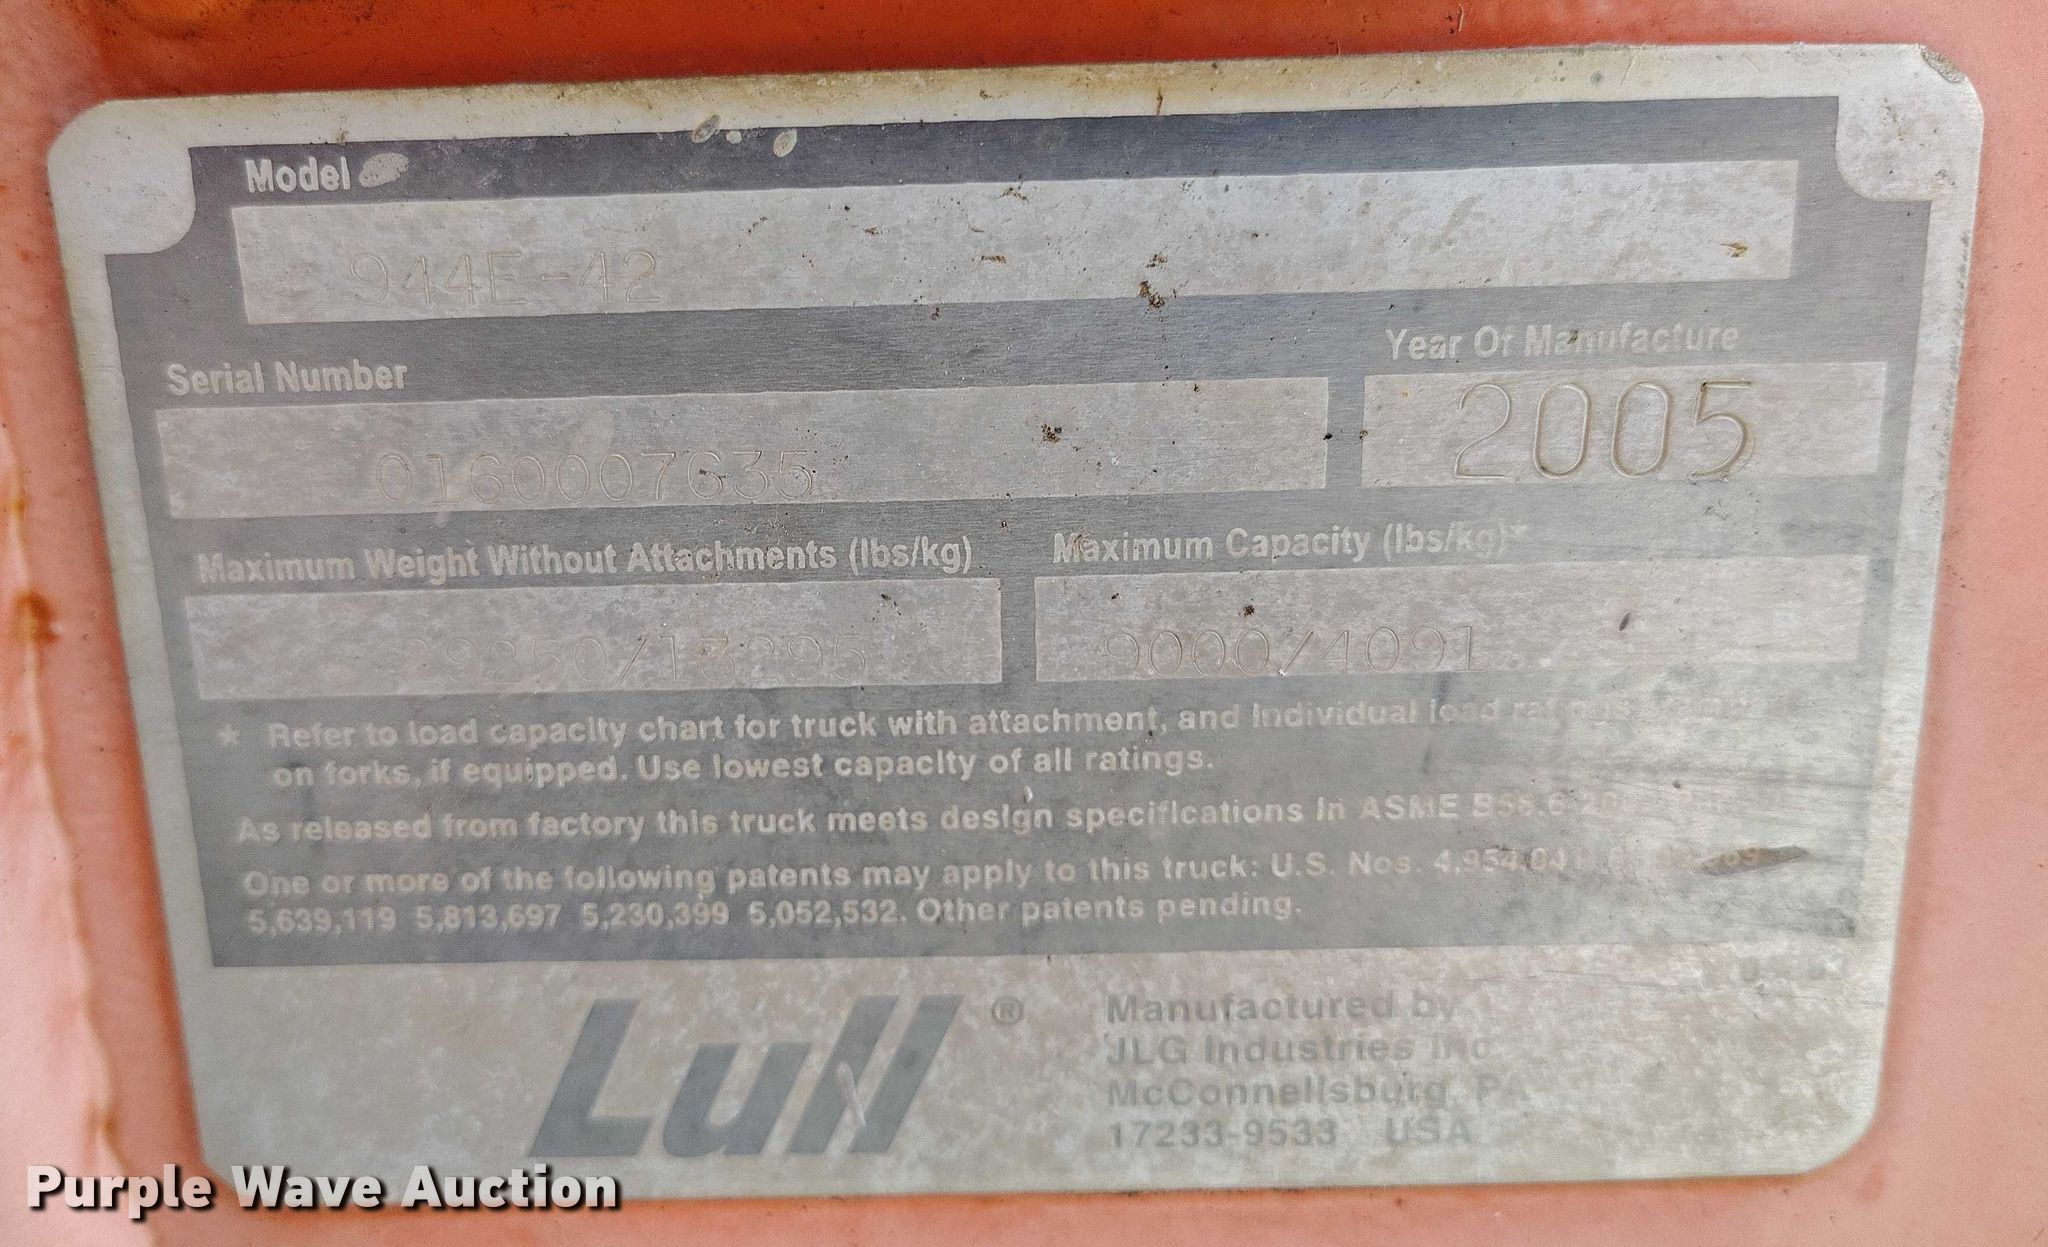 Model
944E-42
Serial Number
Year Of Manufacture
0160007635
2005
Maximum Weight Without Attachments (lbs/kg)
Maximum Capacity (lbs/kg)*
29250/13295
9000/4091
* Refer to load capacity chart for truck with attachment, and individual load
on forks, if equipped. Use lowest capacity of all ratings.
As released from factory this truck meets design specifications in ASME
One or more of the following patents may apply to this truck: U.S. Nos.
5,639,119 5,813,697 5,230,399 5,052,532. Other patents pending.
Lull ®
Manufactured by
JLG Industries Inc
McConnellsburg, PA
17233-9533 USA
Purple Wave Auction